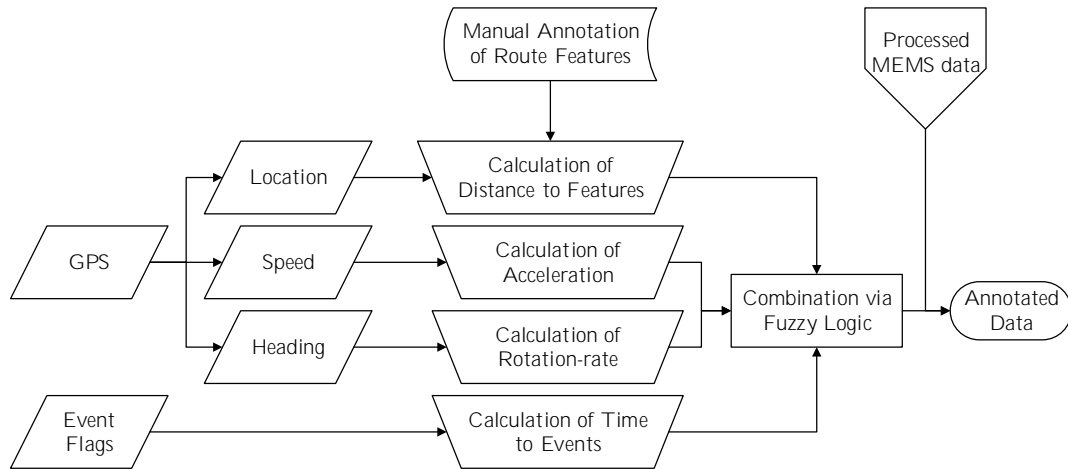 Manual Annotation
of Route Features
Processed
MEMS data
Location
Calculation of
Distance to Features
GPS
Speed
Calculation of
Acceleration
Combination via
Fuzzy Logic
Annotated
Data
Heading
Calculation of
Rotation-rate
Event
Flags
Calculation of Time
to Events